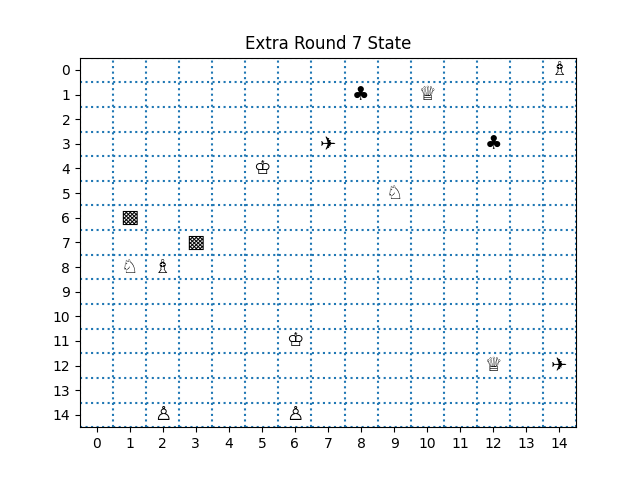 Extra Round 7 State
0 ♗
1 ♣ ♕
2
3 ✈ ♣
4 ♔
5 ♘
6 ▩
7 ▩
8 ♘ ♗
9
10
11 ♔
12 ♕ ✈
13
14 ♙ ♙
0 1 2 3 4 5 6 7 8 9 10 11 12 13 14